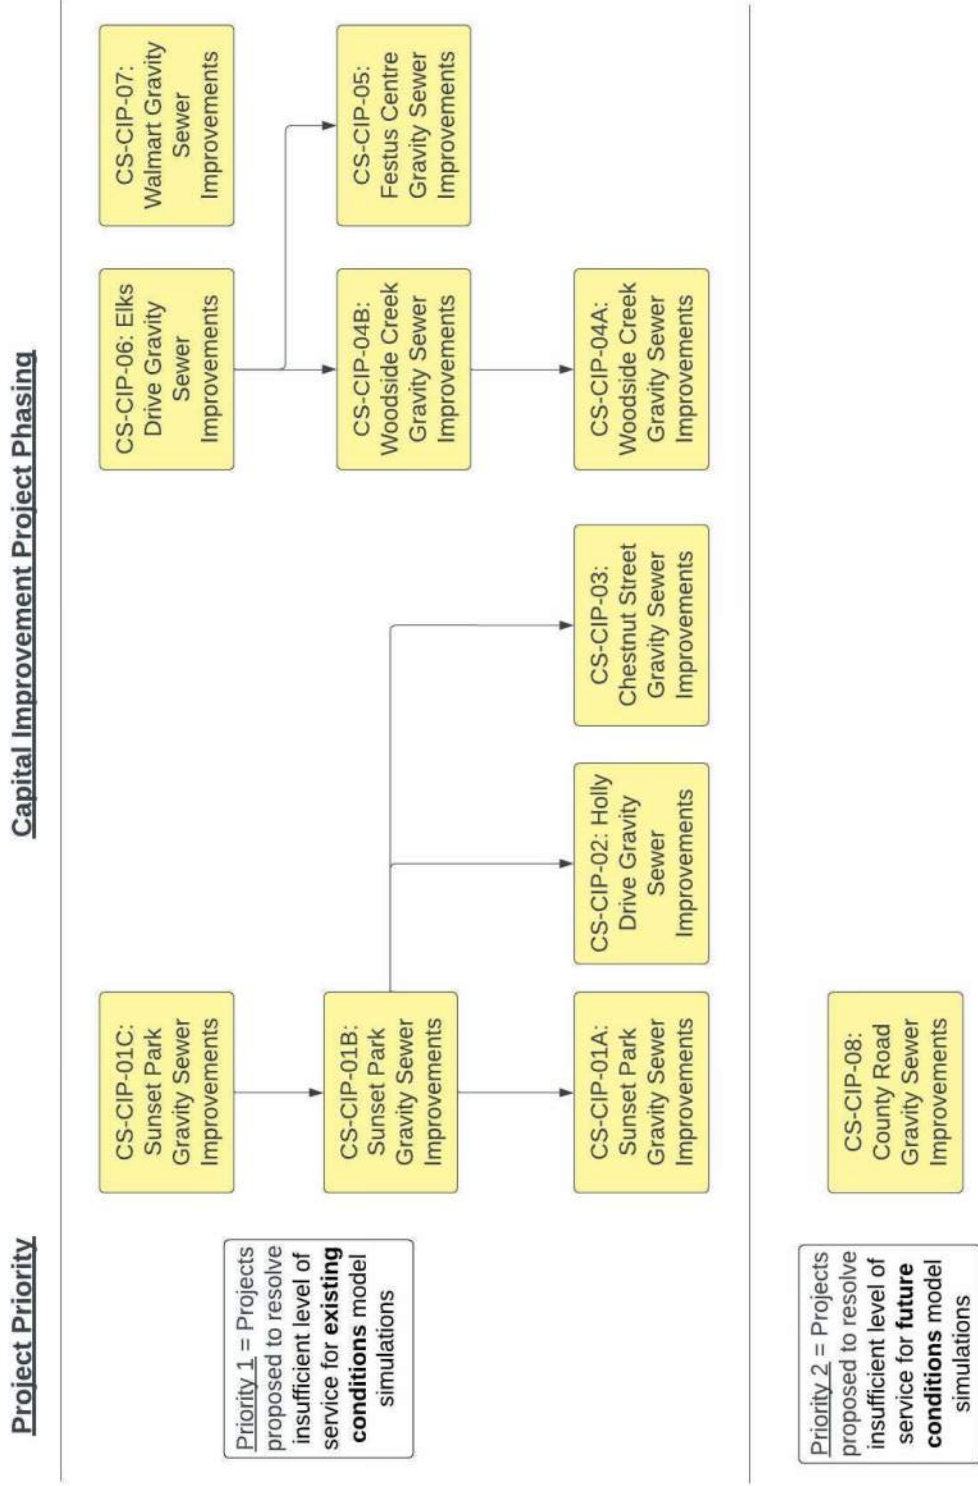 Project Priority
Capital Improvement Project Phasing
Priority 1 = Projects
proposed to resolve
insufficient level of
service for existing
conditions model
simulations
CS-CIP-01C:
Sunset Park
Gravity Sewer
Improvements
CS-CIP-06: Elks
Drive Gravity
Sewer
Improvements
CS-CIP-07:
Walmart Gravity
Sewer
Improvements
CS-CIP-01B:
Sunset Park
Gravity Sewer
Improvements
CS-CIP-04B:
Woodside Creek
Gravity Sewer
Improvements
CS-CIP-05:
Festus Centre
Gravity Sewer
Improvements
CS-CIP-01A:
Sunset Park
Gravity Sewer
Improvements
CS-CIP-02: Holly
Drive Gravity
Sewer
Improvements
CS-CIP-03:
Chestnut Street
Gravity Sewer
Improvements
CS-CIP-04A:
Woodside Creek
Gravity Sewer
Improvements
Priority 2 = Projects
proposed to resolve
insufficient level of
service for future
conditions model
simulations
CS-CIP-08:
County Road
Gravity Sewer
Improvements